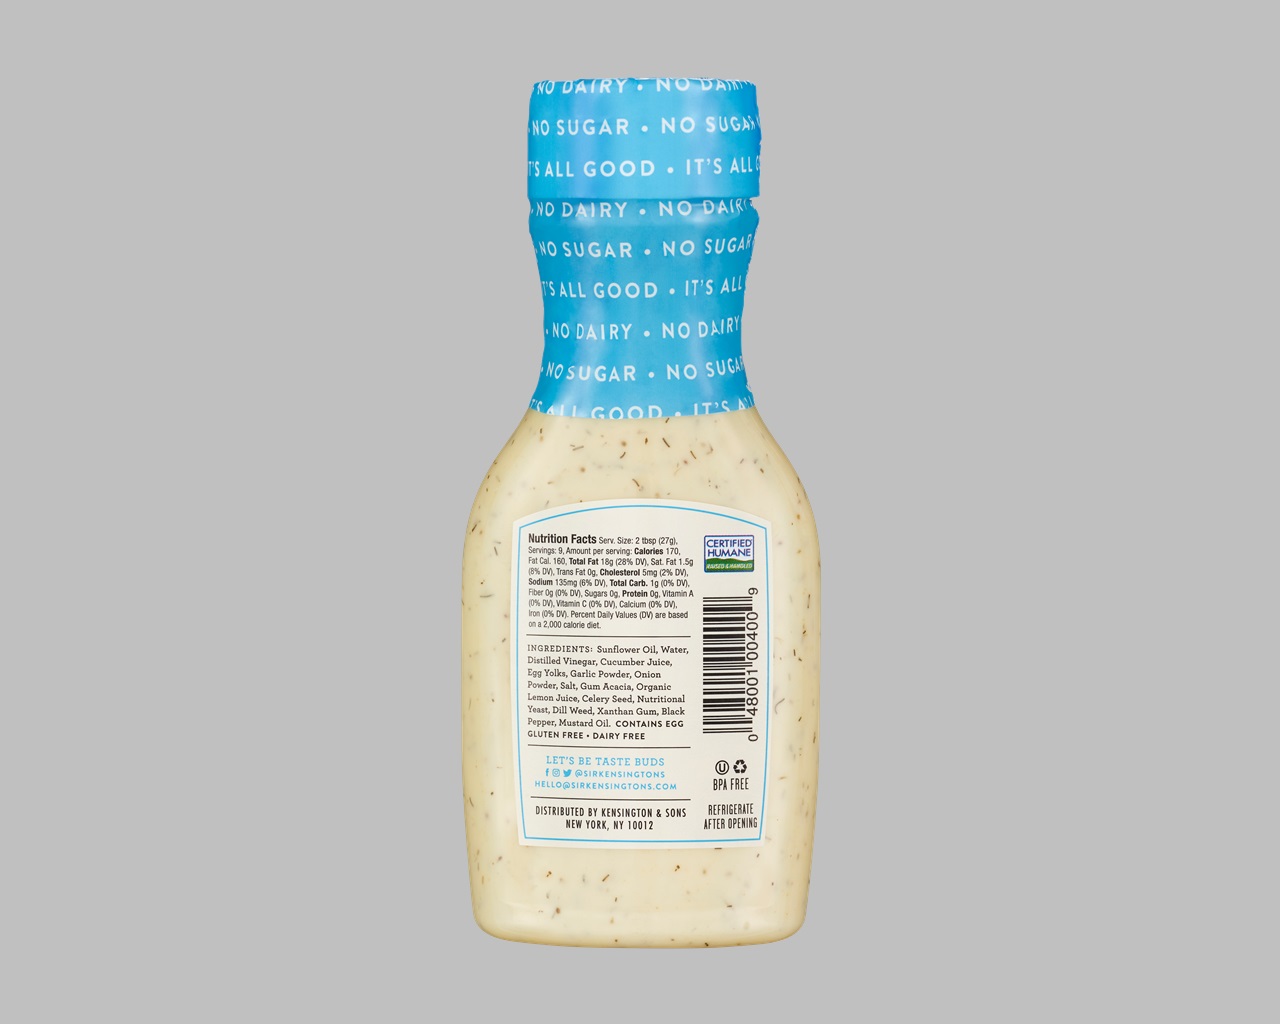 NO DAIRY • NO DAIRY
• NO SUGAR • NO SUGAR
IT'S ALL GOOD • IT'S ALL
• NO DAIRY • NO DAIRY
• NO SUGAR • NO SUGAR
IT'S ALL GOOD • IT'S ALL
• NO DAIRY • NO DAIRY
• NO SUGAR • NO SUGAR
IT'S ALL GOOD • IT'S ALL
Nutrition Facts Serv. Size: 2 tbsp (27g),
Servings: 9, Amount per serving: Calories 170,
Fat Cal. 160, Total Fat 18g (28% DV), Sat. Fat 1.5g
(8% DV), Trans Fat 0g, Cholesterol 5mg (2% DV),
Sodium 135mg (6% DV), Total Carb. 1g (0% DV),
Fiber 0g (0% DV), Sugars 0g, Protein 0g, Vitamin A
(0% DV), Vitamin C (0% DV), Calcium (0% DV),
Iron (0% DV). Percent Daily Values (DV) are based
on a 2,000 calorie diet.
INGREDIENTS: Sunflower Oil, Water,
Distilled Vinegar, Cucumber Juice,
Egg Yolks, Garlic Powder, Onion
Powder, Salt, Gum Acacia, Organic
Lemon Juice, Celery Seed, Nutritional
Yeast, Dill Weed, Xanthan Gum, Black
Pepper, Mustard Oil. CONTAINS EGG
GLUTEN FREE • DAIRY FREE
LET'S BE TASTE BUDS
@SIRKENSINGTONS
HELLO@SIRKENSINGTONS.COM
DISTRIBUTED BY KENSINGTON & SONS
NEW YORK, NY 10012
CERTIFIED
HUMANE
RAISED & HANDLED
0 48001 00400 9
U
BPA FREE
REFRIGERATE
AFTER OPENING